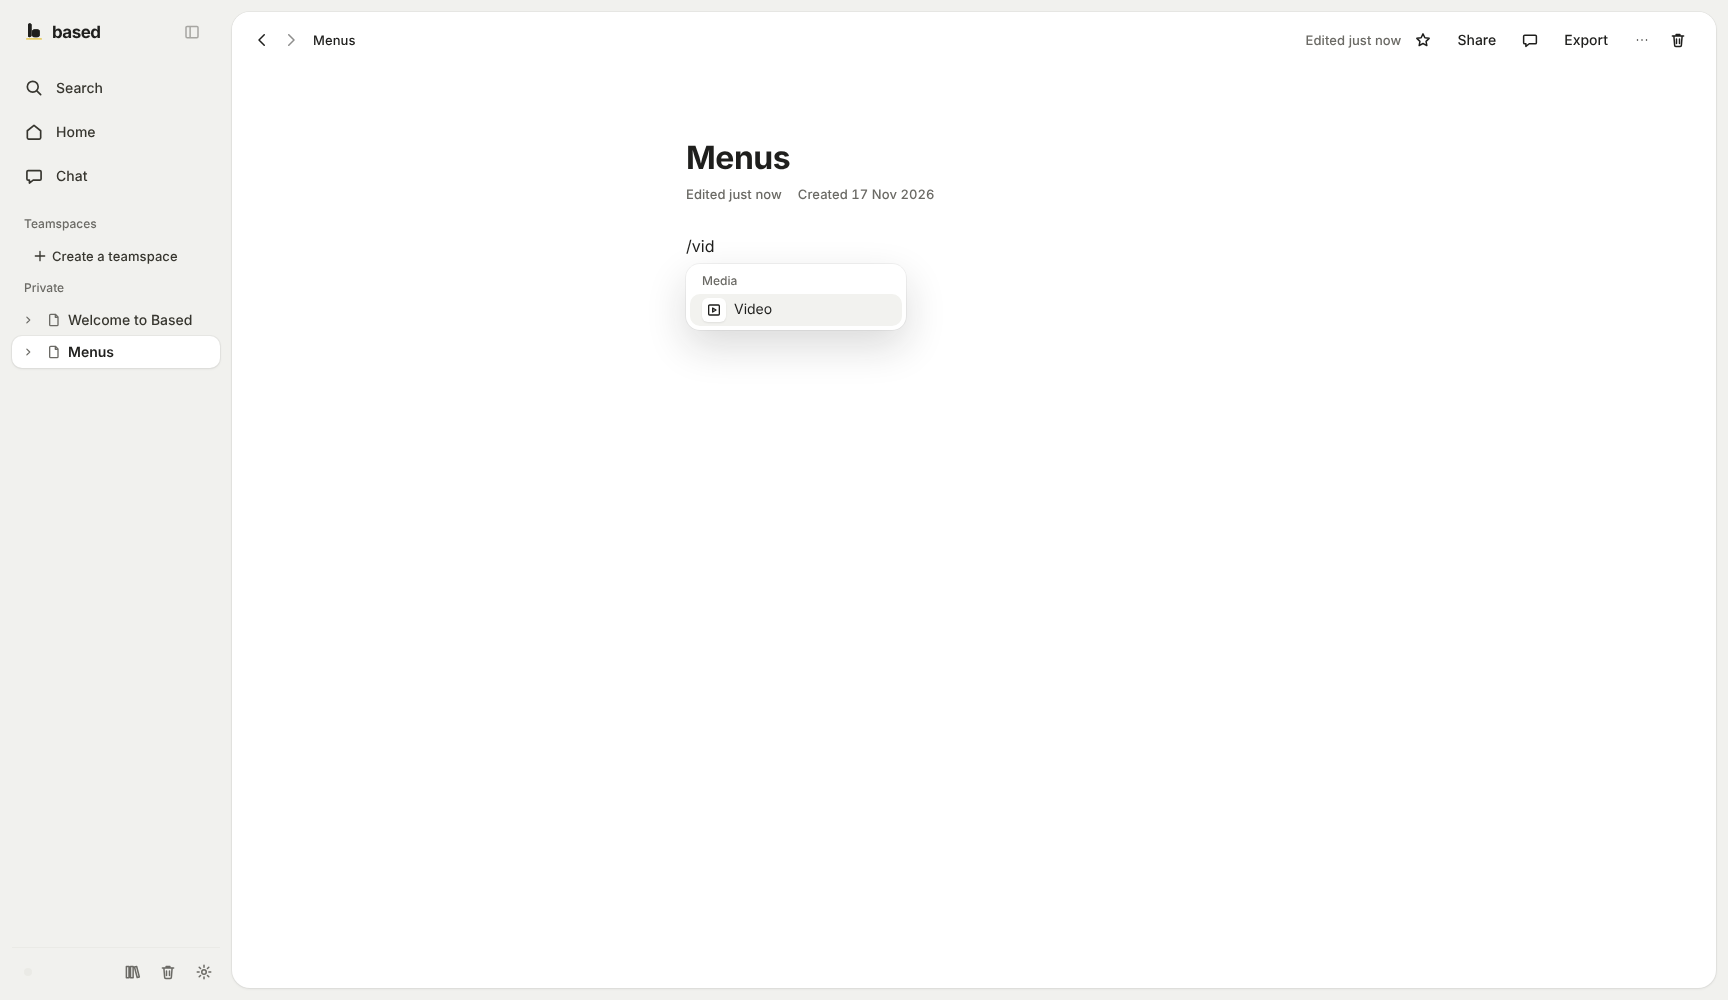 based
Search
Home
Chat
Teamspaces
Create a teamspace
Private
Welcome to Based
Menus
Menus
Edited just now
Share
Export
Menus
Edited just now Created 17 Nov 2026
/vid
Media
Video